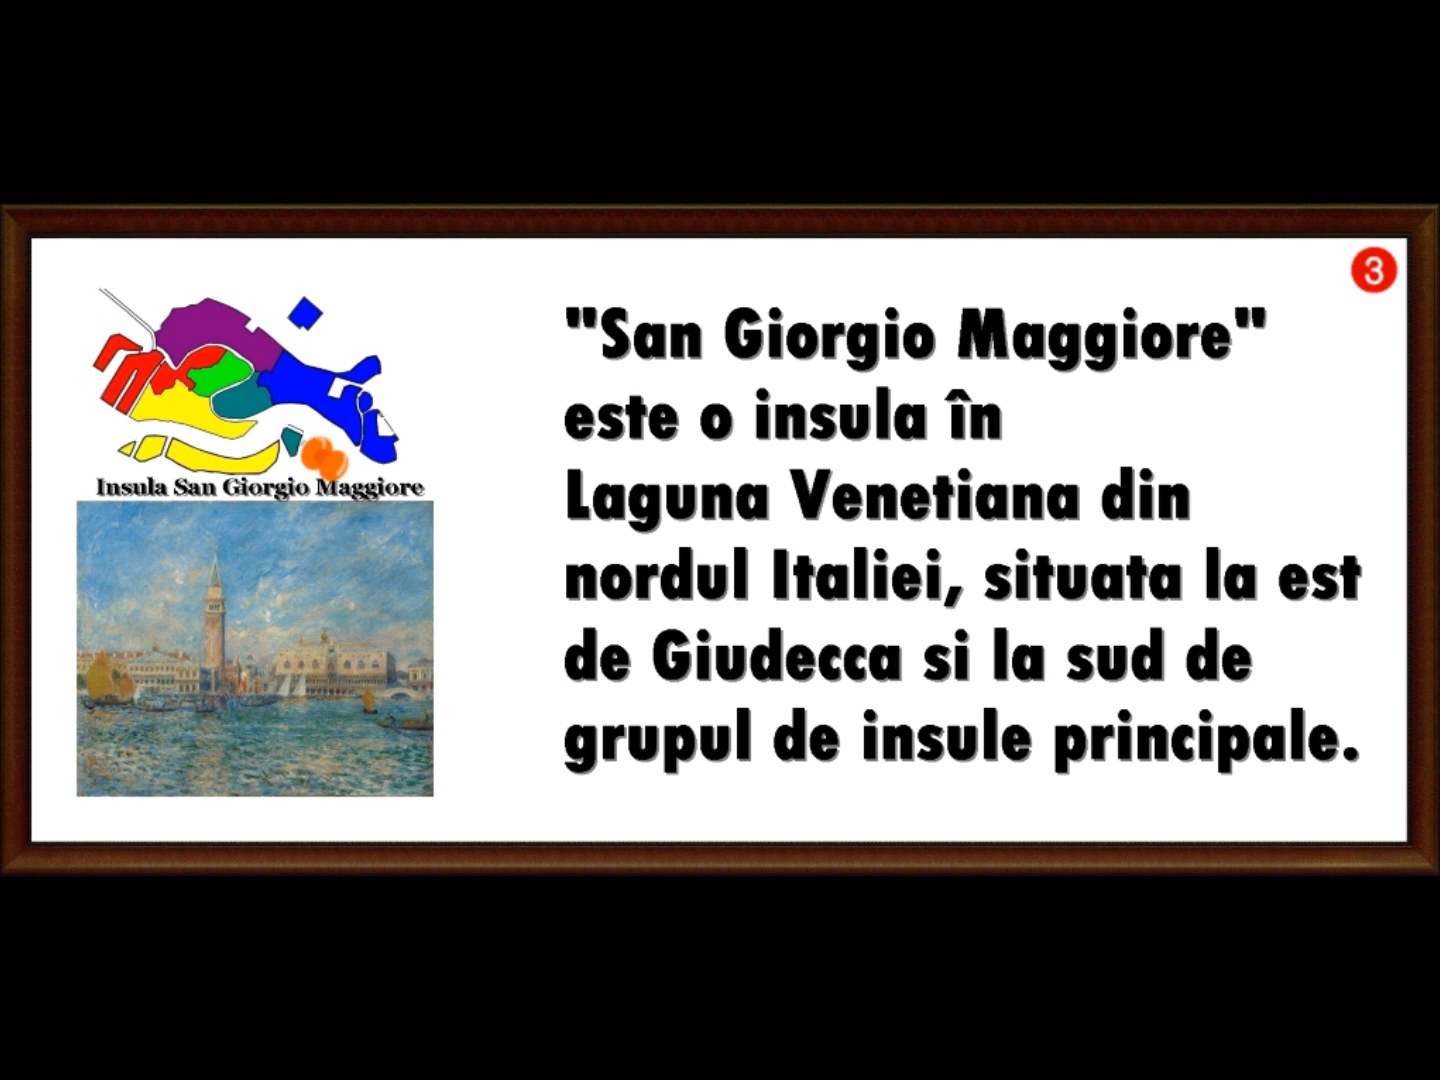 3
"San Giorgio Maggiore"
este o insula în
Laguna Venetiana din
nordul Italiei, situata la est
de Giudecca si la sud de
grupul de insule principale.
Insula San Giorgio Maggiore